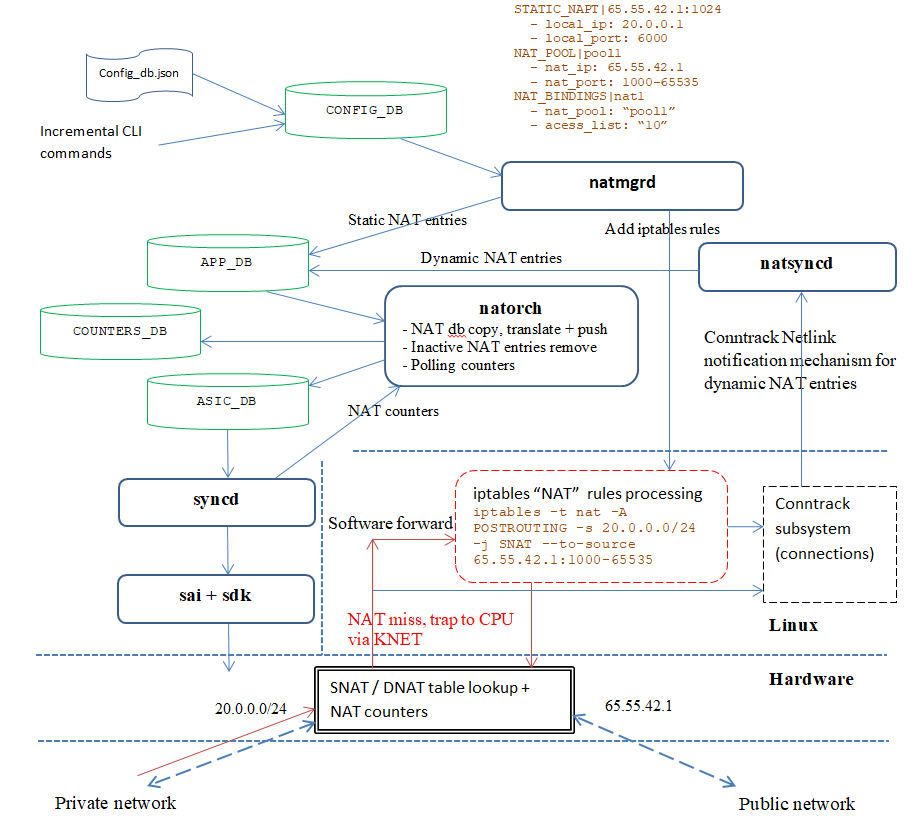 STATIC_NAPT|65.55.42.1:1024
- local_ip: 20.0.0.1
- local_port: 6000
NAT_POOL|pool1
- nat_ip: 65.55.42.1
- nat_port: 1000-65535
NAT_BINDINGS|nat1
- nat_pool: “pool1”
- acess_list: “10”
Config_db.json
CONFIG_DB
Incremental CLI
commands
natmgrd
Static NAT entries
Add iptables rules
APP_DB
Dynamic NAT entries
natsyncd
natorch
- NAT db copy, translate + push
- Inactive NAT entries remove
- Polling counters
COUNTERS_DB
Conntrack Netlink
notification mechanism for
dynamic NAT entries
ASIC_DB
NAT counters
syncd
iptables “NAT” rules processing
iptables -t nat -A
POSTROUTING -s 20.0.0.0/24
-j SNAT --to-source
65.55.42.1:1000-65535
Software forward
Conntrack
subsystem
(connections)
sai + sdk
NAT miss, trap to CPU
via KNET
Linux
Hardware
SNAT / DNAT table lookup +
NAT counters
20.0.0.0/24
65.55.42.1
Private network
Public network